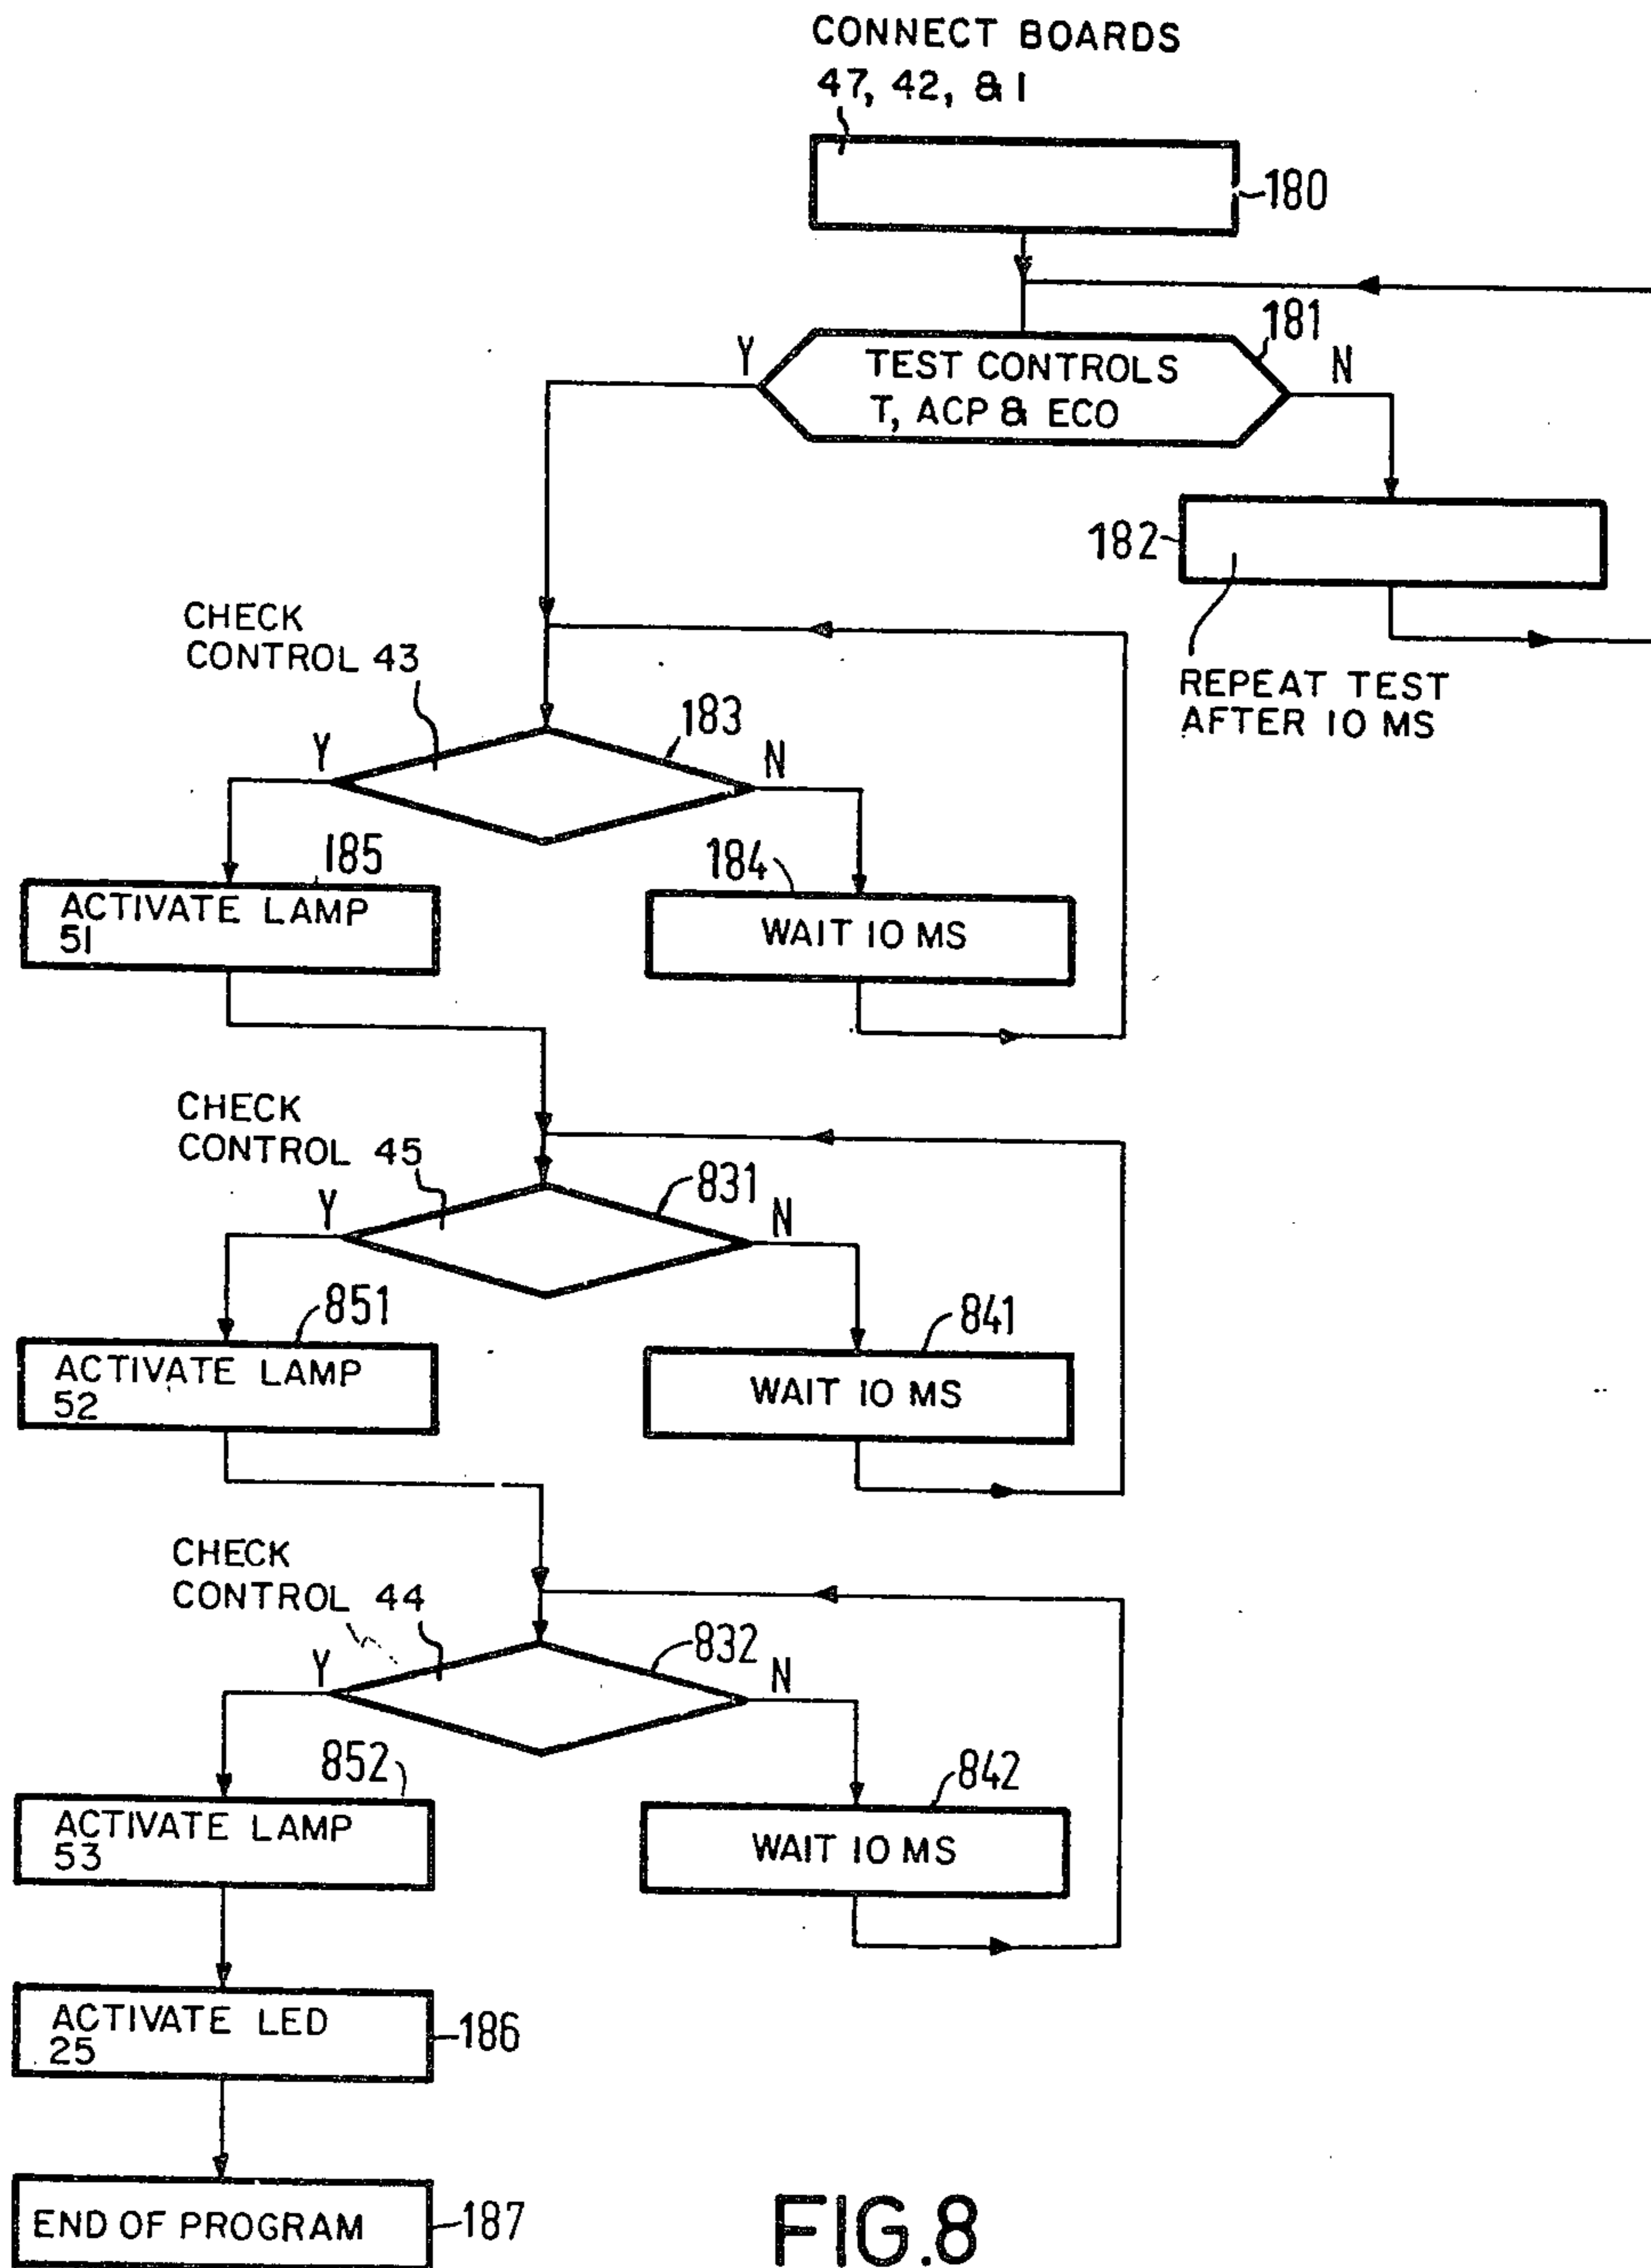 CONNECT BOARDS
47, 42, & 1
180
181
Y
N
TEST CONTROLS
T, ACP & ECO
182
REPEAT TEST
AFTER 10 MS
CHECK
CONTROL 43
183
Y
N
185
184
ACTIVATE LAMP
51
WAIT 10 MS
CHECK
CONTROL 45
831
Y
N
851
841
ACTIVATE LAMP
52
WAIT 10 MS
CHECK
CONTROL 44
832
Y
N
852
842
ACTIVATE LAMP
53
WAIT 10 MS
ACTIVATE LED
25
186
END OF PROGRAM
187
FIG.8